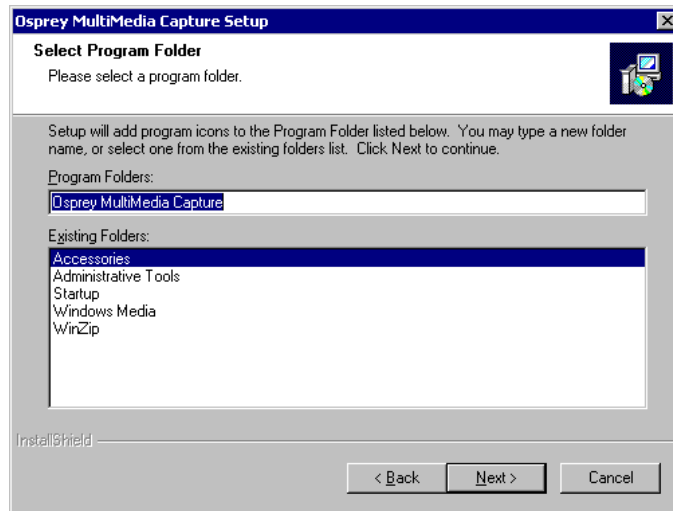 Osprey MultiMedia Capture Setup
Select Program Folder
Please select a program folder.
Setup will add program icons to the Program Folder listed below. You may type a new folder
name, or select one from the existing folders list. Click Next to continue.
Program Folders:
Osprey MultiMedia Capture
Existing Folders:
Accessories
Administrative Tools
Startup
Windows Media
WinZip
InstallShield
< Back Next > Cancel